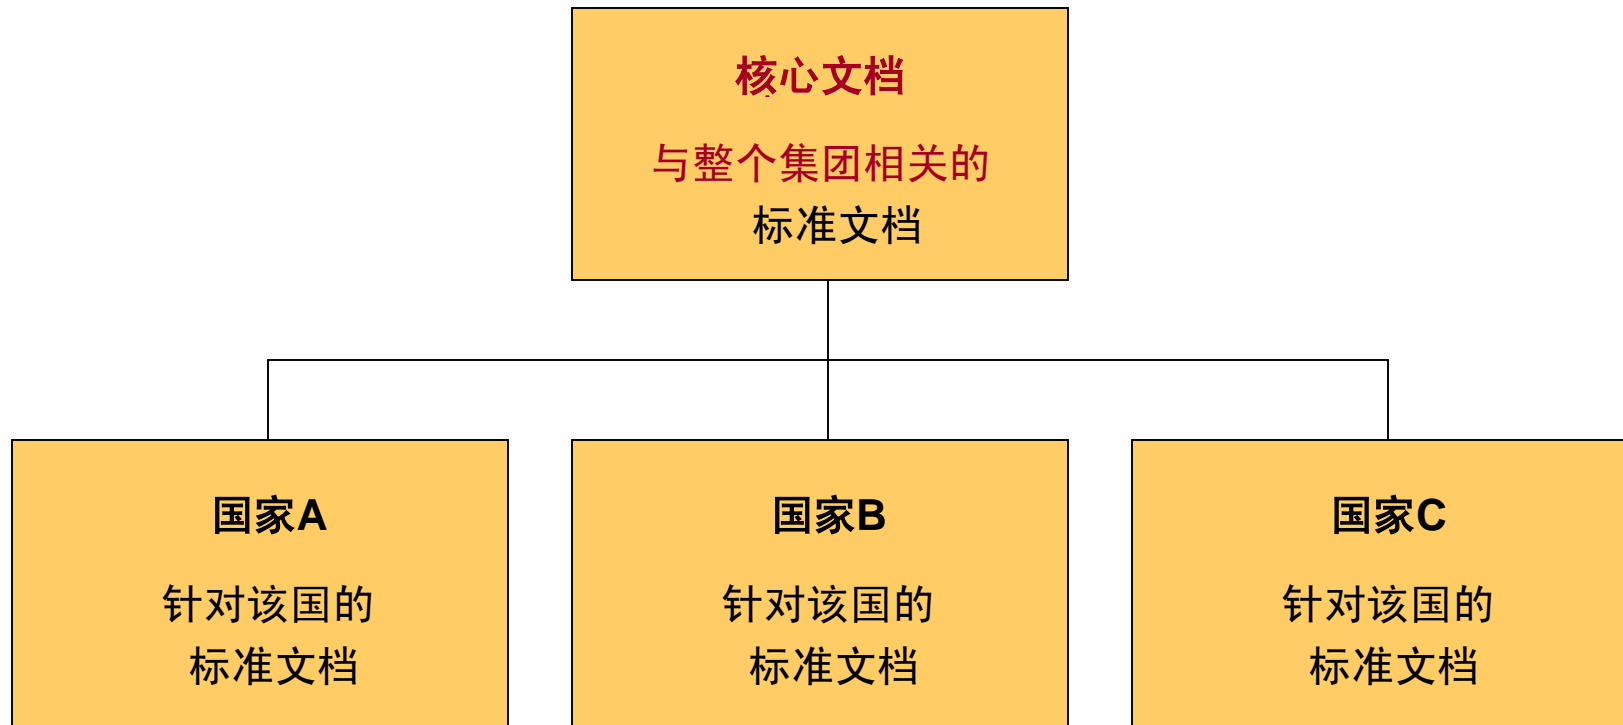 核心文档
与整个集团相关的
标准文档
国家A
针对该国的
标准文档
国家B
针对该国的
标准文档
国家C
针对该国的
标准文档